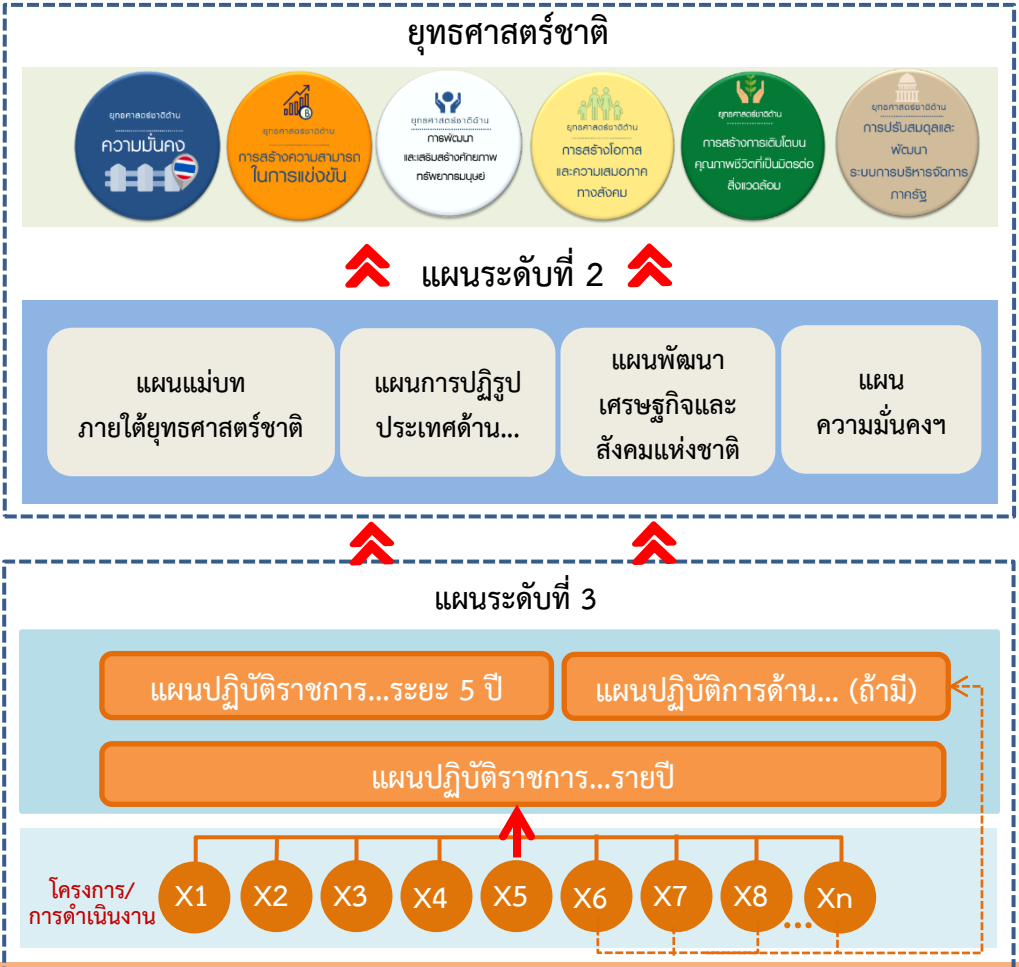 ยุทธศาสตร์ชาติ
ยุทธศาสตร์ชาติด้าน
ความมั่นคง
ยุทธศาสตร์ชาติด้าน
การสร้างความสามารถ
ในการแข่งขัน
ยุทธศาสตร์ชาติด้าน
การพัฒนา
และเสริมสร้างศักยภาพ
ทรัพยากรมนุษย์
ยุทธศาสตร์ชาติด้าน
การสร้างโอกาส
และความเสมอภาค
ทางสังคม
ยุทธศาสตร์ชาติด้าน
การสร้างการเติบโตบน
คุณภาพชีวิตที่เป็นมิตรต่อ
สิ่งแวดล้อม
ยุทธศาสตร์ชาติด้าน
การปรับสมดุลและ
พัฒนา
ระบบการบริหารจัดการ
ภาครัฐ
แผนระดับที่ 2
แผนแม่บท
ภายใต้ยุทธศาสตร์ชาติ
แผนการปฏิรูป
ประเทศด้าน...
แผนพัฒนา
เศรษฐกิจและ
สังคมแห่งชาติ
แผน
ความมั่นคงฯ
แผนระดับที่ 3
แผนปฏิบัติราชการ...ระยะ 5 ปี
แผนปฏิบัติการด้าน... (ถ้ามี)
แผนปฏิบัติราชการ...รายปี
โครงการ/
การดำเนินงาน
X1 X2 X3 X4 X5 X6 X7 X8 ... Xn